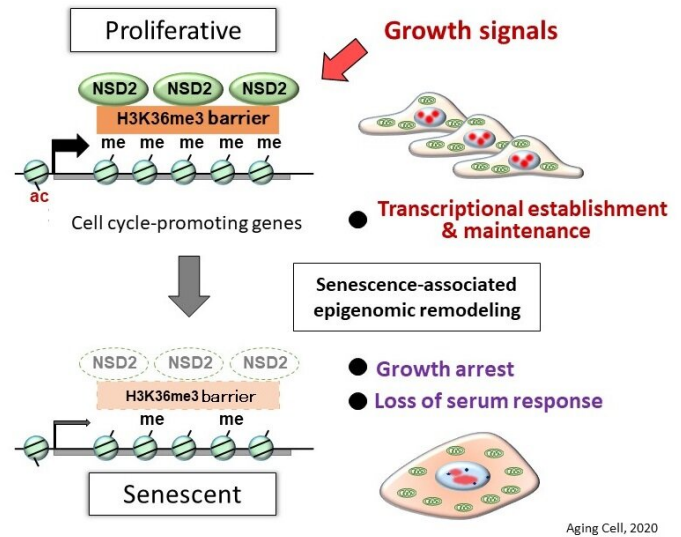 Proliferative
Growth signals
NSD2 NSD2 NSD2
H3K36me3 barrier
me me me me me
ac
Cell cycle-promoting genes
Transcriptional establishment
& maintenance
Senescence-associated
epigenomic remodeling
NSD2 NSD2 NSD2
H3K36me3 barrier
me me
Growth arrest
Loss of serum response
Senescent
Aging Cell, 2020